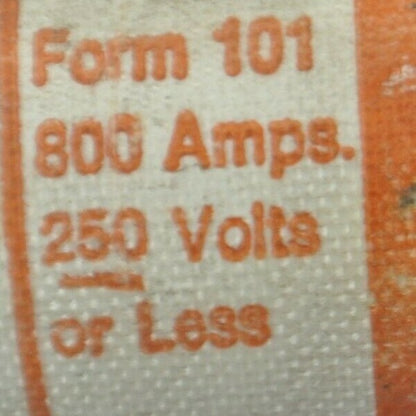 Form 101
800 Amps.
250 Volts
or Less